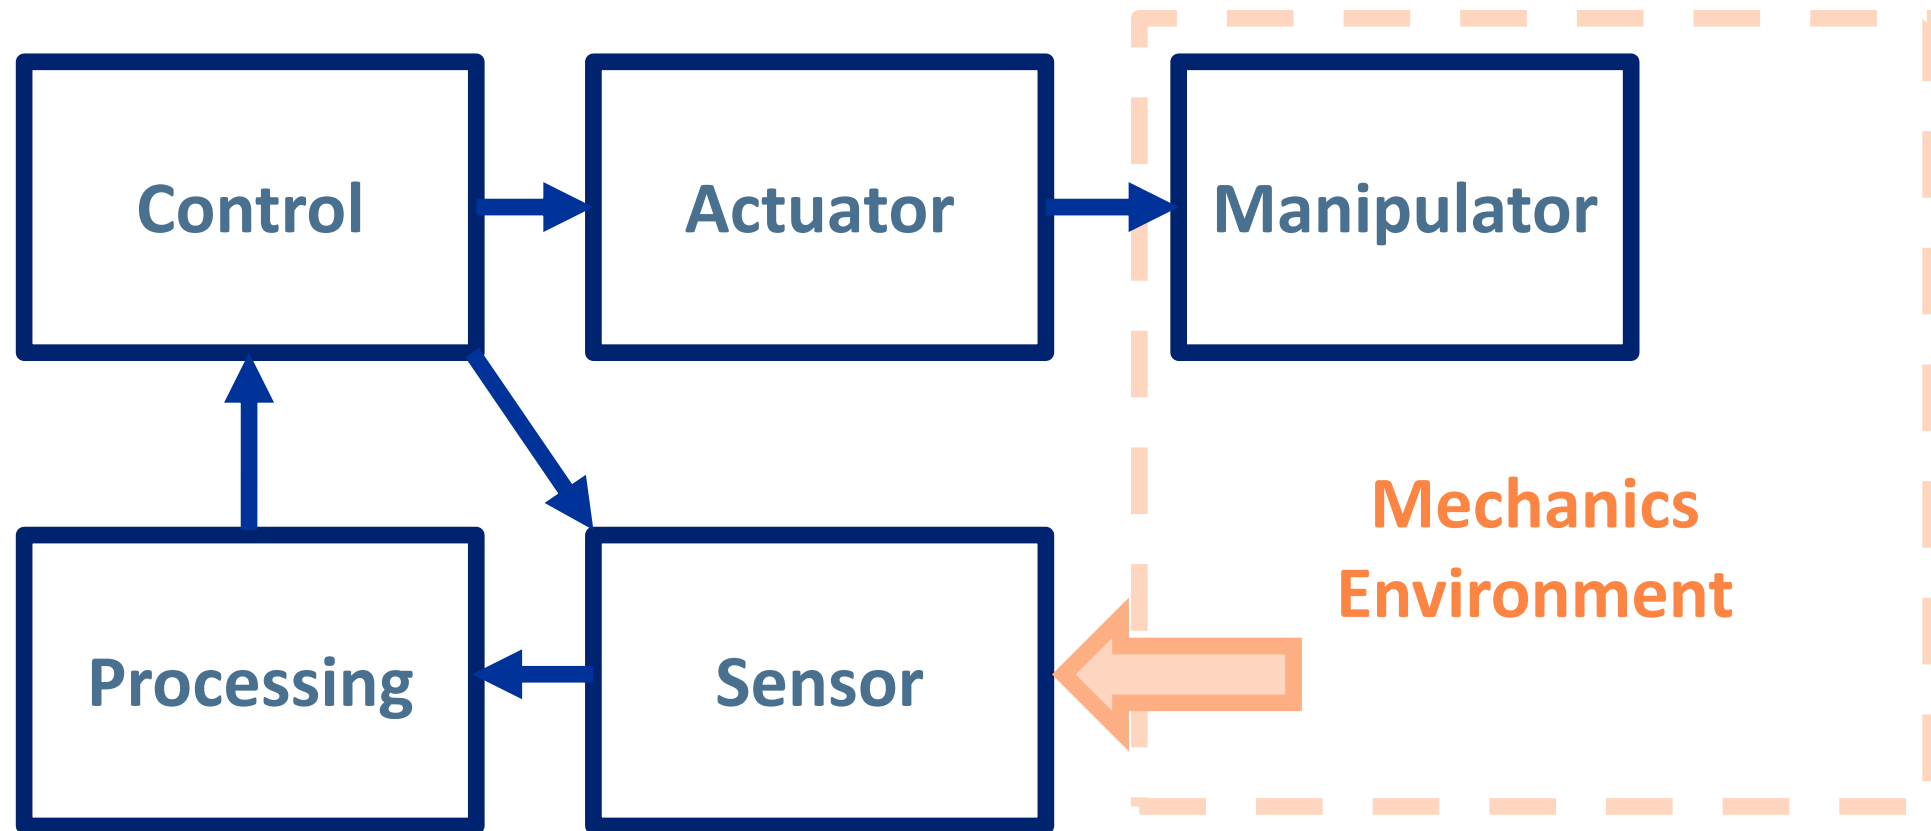 Control
Actuator
Manipulator
Mechanics
Environment
Processing
Sensor